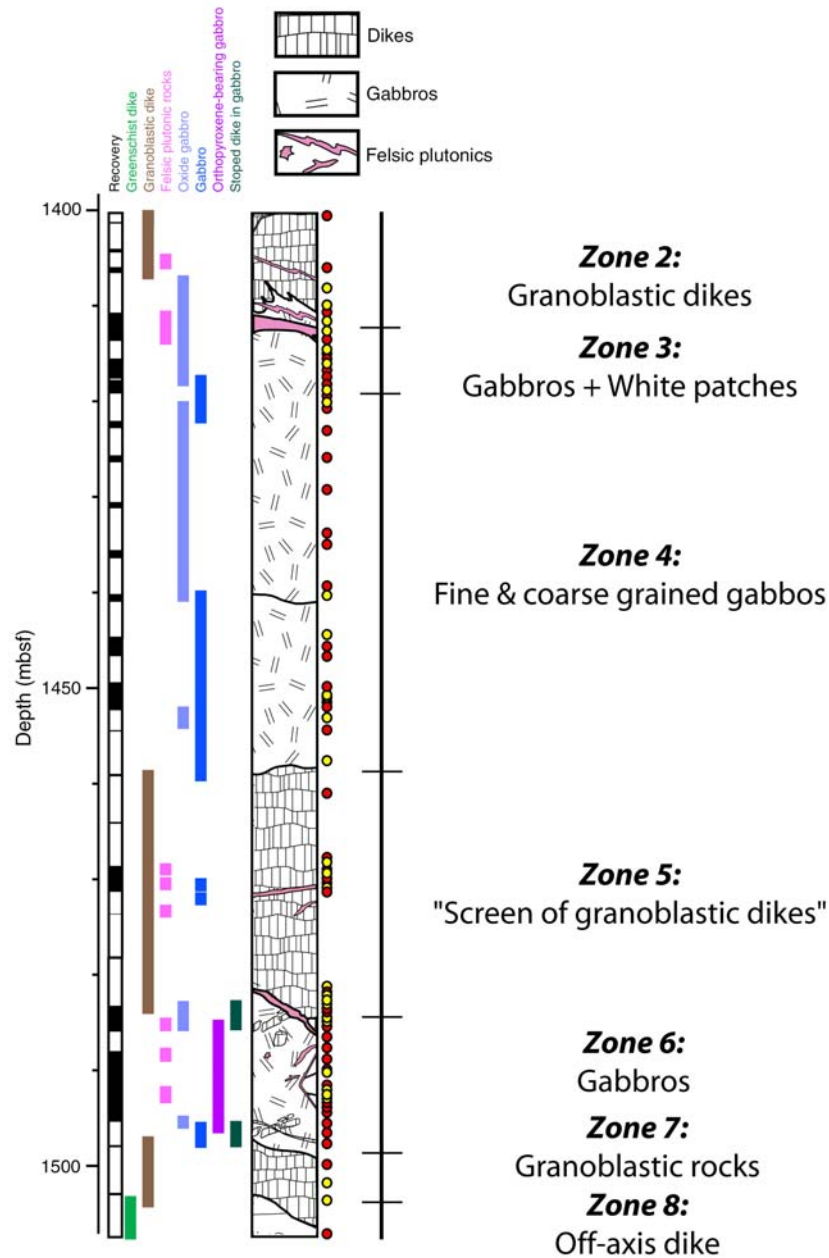 Dikes
Gabbros
Felsic plutonics
Recovery
Greenschist dike
Granoblastic dike
Felsic plutonic rocks
Oxide gabbro
Gabbro
Orthopyroxene-bearing gabbro
Stoped dike in gabbro
Depth (mbsf)
1400
1450
1500
Zone 2:
Granoblastic dikes
Zone 3:
Gabbros + White patches
Zone 4:
Fine & coarse grained gabbos
Zone 5:
"Screen of granoblastic dikes"
Zone 6:
Gabbros
Zone 7:
Granoblastic rocks
Zone 8:
Off-axis dike